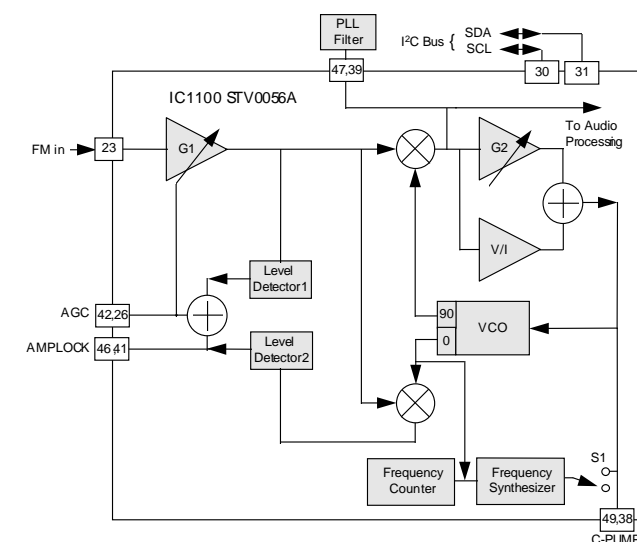 PLL
Filter
I²C Bus { SDA
SCL
47,39
30
31
IC1100 STV0056A
To Audio
Processing
FM in
23
G1
G2
V/I
Level
Detector1
AGC
42,26
AMPLOCK
46,41
Level
Detector2
90
0
VCO
S1
Frequency
Counter
Frequency
Synthesizer
49,38
C-PUMP